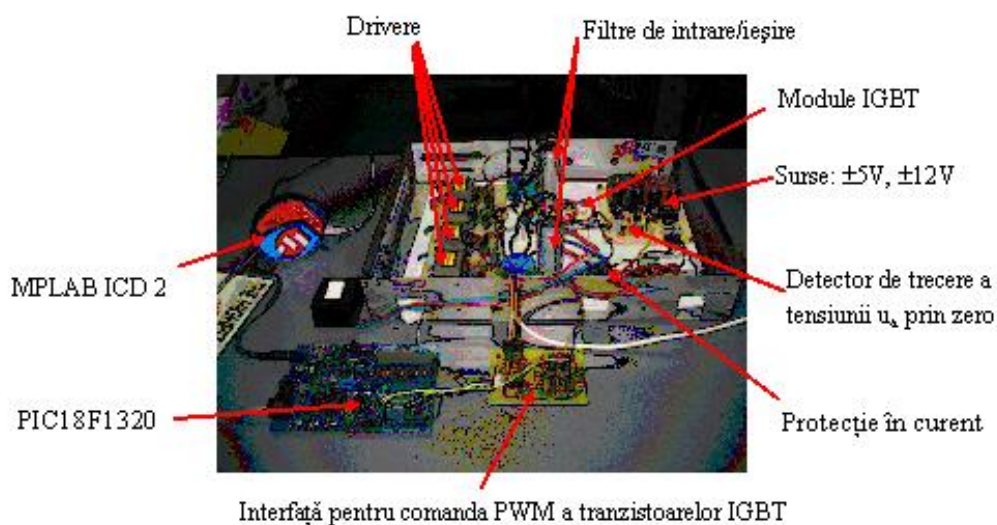 Drivere
Filtre de intrare/ieşire
Module IGBT
Surse: ±5V, ±12V
MPLAB ICD 2
Detector de trecere a
tensiunii uₛ prin zero
PIC18F1320
Protecţie în curent
Interfaţă pentru comanda PWM a tranzistoarelor IGBT